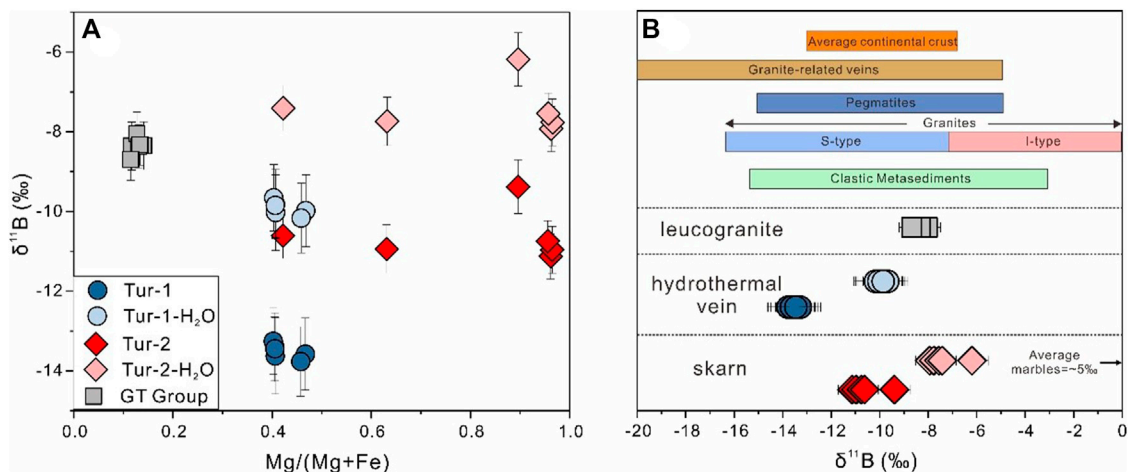 A
δ¹¹B (‰)
-6
-8
-10
-12
-14
Tur-1
Tur-1-H₂O
Tur-2
Tur-2-H₂O
GT Group
0.0 0.2 0.4 0.6 0.8 1.0
Mg/(Mg+Fe)
B
Average continental crust
Granite-related veins
Pegmatites
Granites
S-type I-type
Clastic Metasediments
leucogranite
hydrothermal
vein
skarn
Average
marbles=~5‰
-20 -18 -16 -14 -12 -10 -8 -6 -4 -2 0
δ¹¹B (‰)